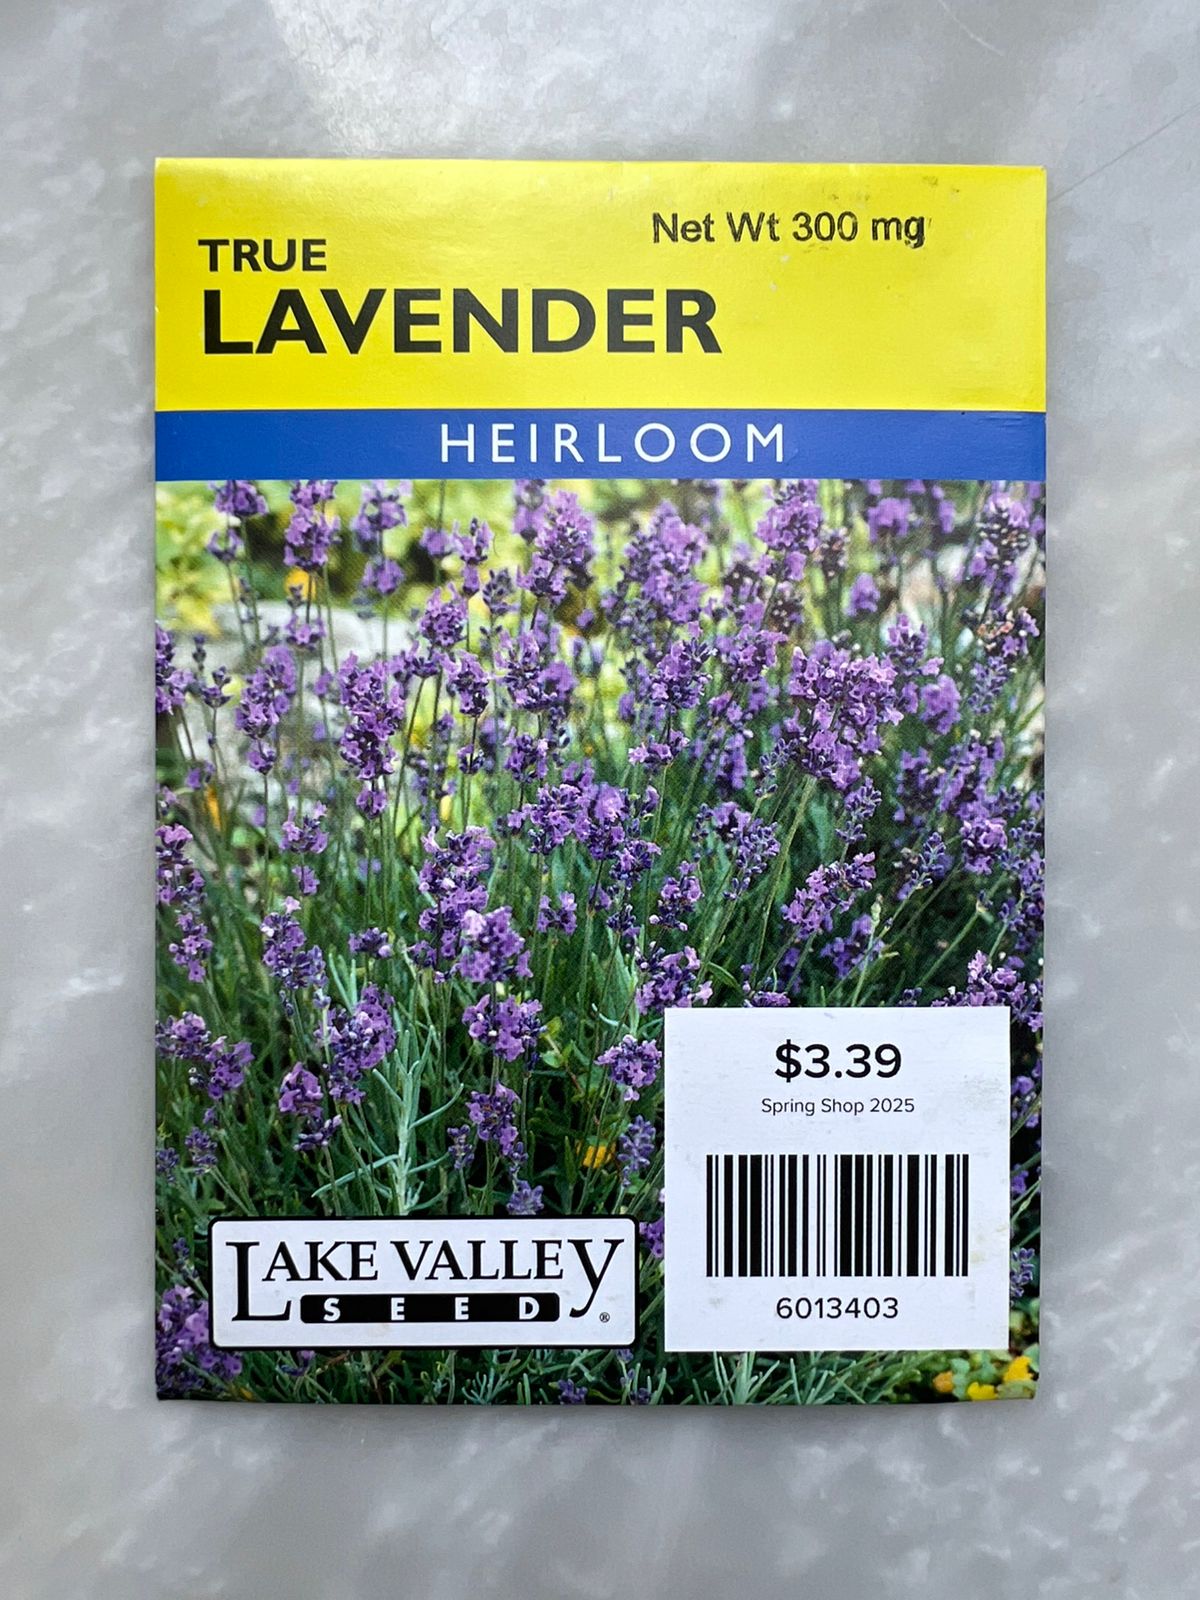 Net Wt 300 mg
TRUE
LAVENDER
HEIRLOOM
$3.39
Spring Shop 2025
6013403
LAKE VALLEY
SEED
®